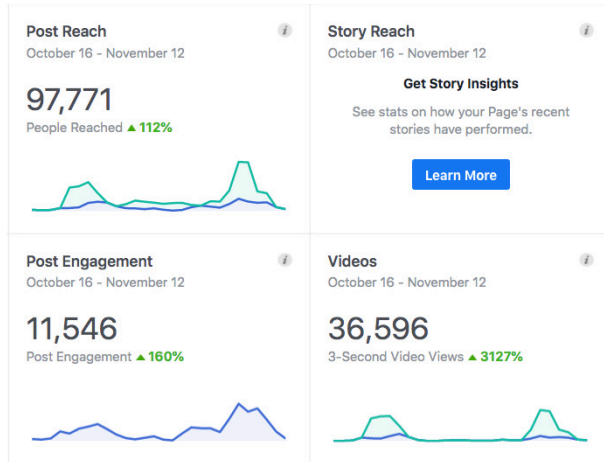 Post Reach
October 16 - November 12
97,771
People Reached ▲ 112%
Story Reach
October 16 - November 12
Get Story Insights
See stats on how your Page's recent
stories have performed.
Learn More
Post Engagement
October 16 - November 12
11,546
Post Engagement ▲ 160%
Videos
October 16 - November 12
36,596
3-Second Video Views ▲ 3127%